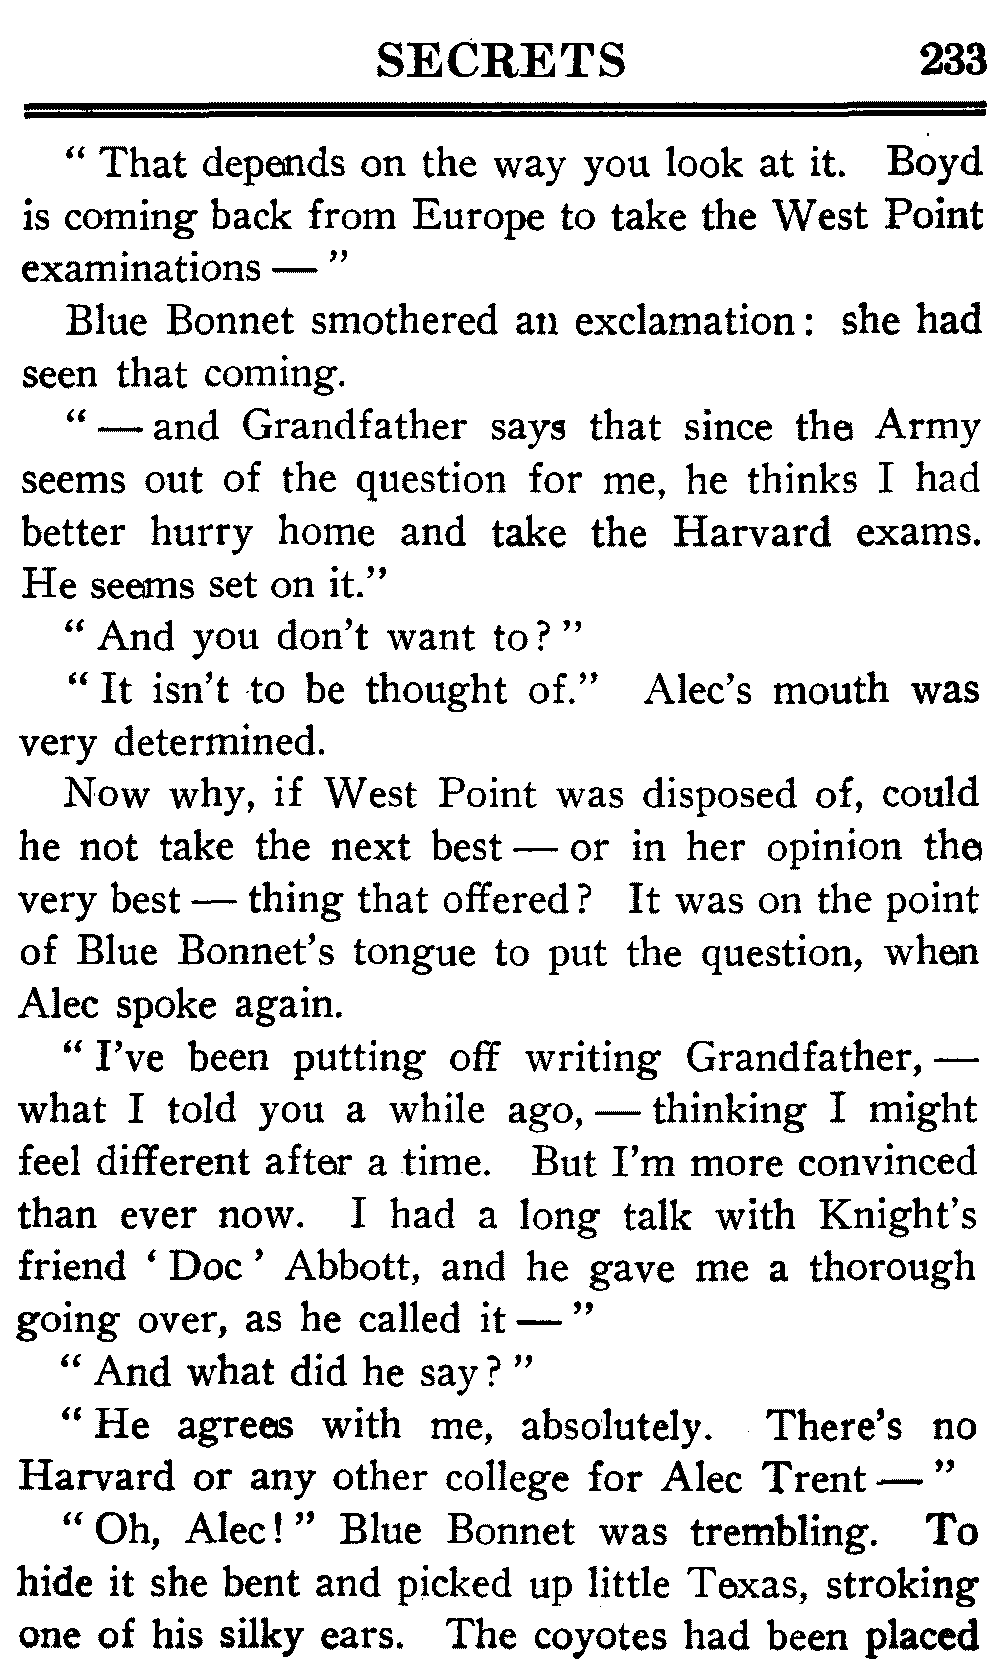 SECRETS 233
" That depends on the way you look at it. Boyd
is coming back from Europe to take the West Point
examinations — "
Blue Bonnet smothered an exclamation: she had
seen that coming.
" — and Grandfather says that since the Army
seems out of the question for me, he thinks I had
better hurry home and take the Harvard exams.
He seems set on it."
" And you don't want to? "
" It isn't to be thought of." Alec's mouth was
very determined.
Now why, if West Point was disposed of, could
he not take the next best — or in her opinion the
very best — thing that offered? It was on the point
of Blue Bonnet's tongue to put the question, when
Alec spoke again.
" I've been putting off writing Grandfather, —
what I told you a while ago, — thinking I might
feel different after a time. But I'm more convinced
than ever now. I had a long talk with Knight's
friend ' Doc ' Abbott, and he gave me a thorough
going over, as he called it — "
" And what did he say? "
" He agrees with me, absolutely. There's no
Harvard or any other college for Alec Trent — "
" Oh, Alec! " Blue Bonnet was trembling. To
hide it she bent and picked up little Texas, stroking
one of his silky ears. The coyotes had been placed